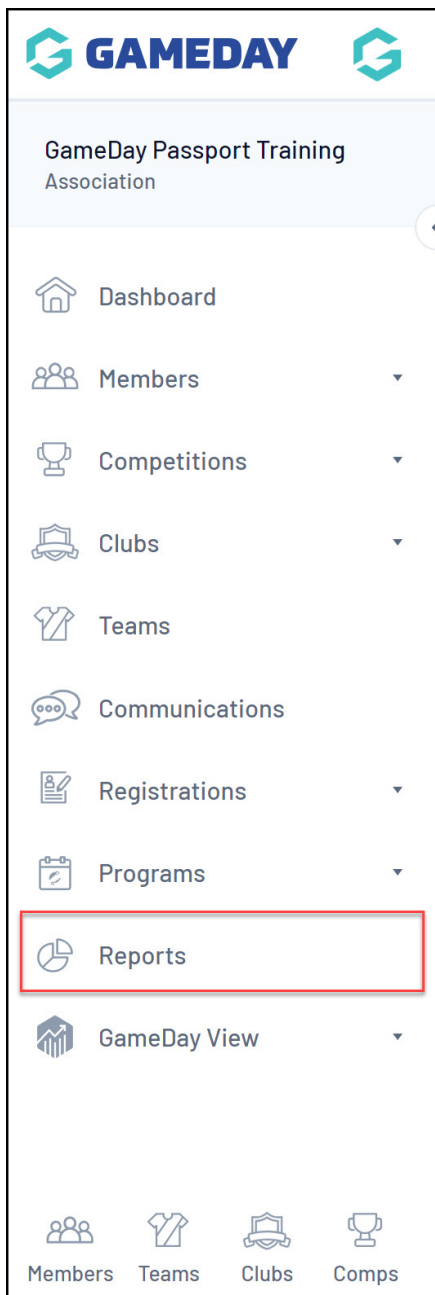 GAMEDAY
GameDay Passport Training
Association
Dashboard
Members
Competitions
Clubs
Teams
Communications
Registrations
Programs
Reports
GameDay View
Members Teams Clubs Comps